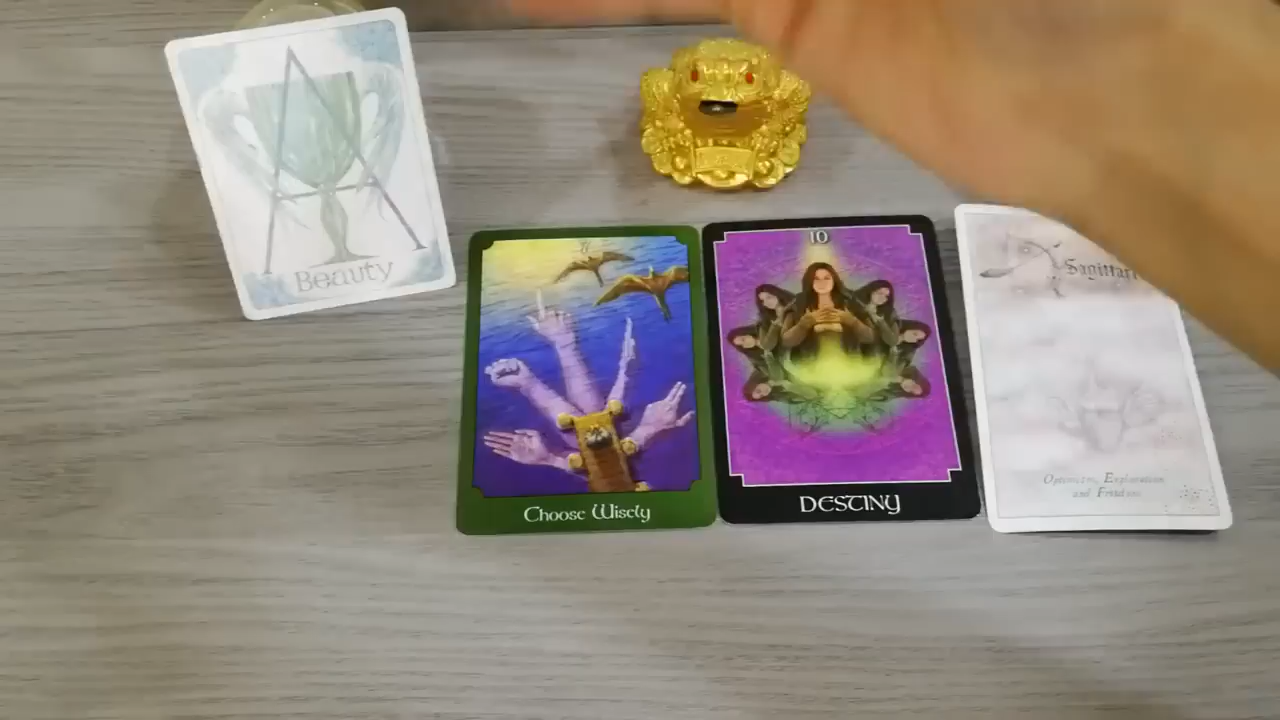 Beauty
Choose Wisely
10
DESTINY
Optimism, Exploration
and Freedom